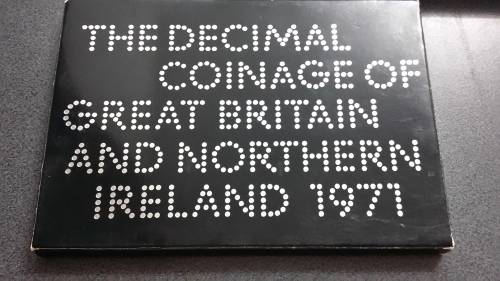 THE DECIMAL
COINAGE OF
GREAT BRITAIN
AND NORTHERN
IRELAND 1971